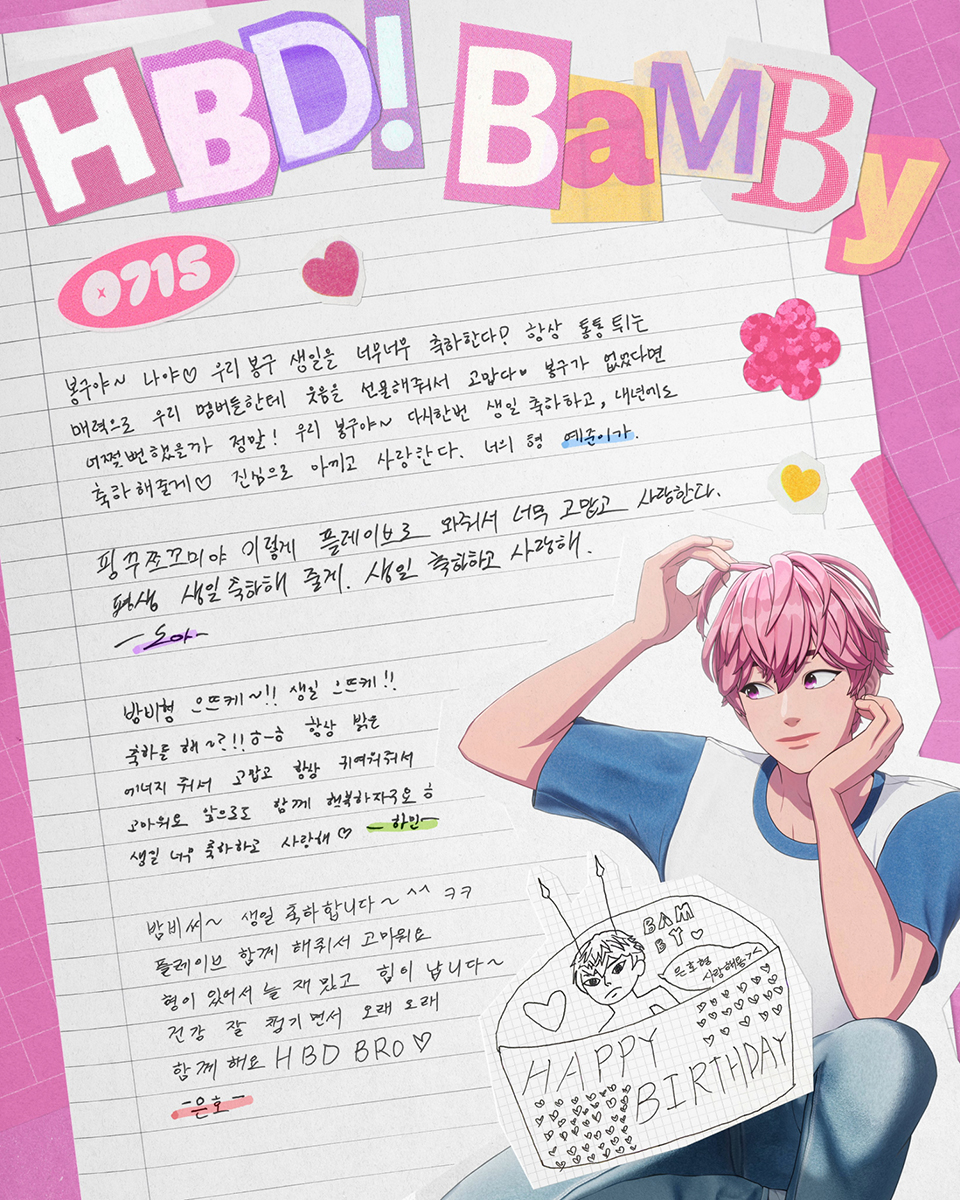 HBD! BaMBy
0715
봉구야~ 나야♡ 우리 봉구 생일을 너무너무 축하한다? 항상 통통 튀는
매력으로 우리 멤버들한테 웃음을 선물해줘서 고맙다♥ 봉구가 없었다면
어쩔뻔했을까 정말! 우리 봉구야~ 다시한번 생일 축하하고, 내년에도
축하해줄게♡ 진심으로 아끼고 사랑한다. 너의 형 예준이가.
핑꾸쪼꼬미야 이렇게 플레이브로 와줘서 너무 고맙고 사랑한다.
평생 생일축하해 줄게. 생일 축하하고 사랑해.
— 노아 —
밤비형 으뜨케~!! 생일 으뜨케!!
축하를 해~?!!ㅎ-ㅎ 항상 밝은
에너지 줘서 고맙고 항상 귀여워줘서
고마워요 앞으로도 함께 행복하자구요 ㅎ
생일 너무 축하하고 사랑해♡ — 하민 —
밤비씨~ 생일 축하합니다~^^ ㅋㅋ
플레이브 함께 해줘서 고마워요
형이 있어서 늘 재밌고 힘이 납니다~
건강 잘 챙기면서 오래 오래
함께 해요 HBD BRO♡
- 은호 -
BAM
BY♡
은호형
사랑해용><
HAPPY
BIRTHDAY